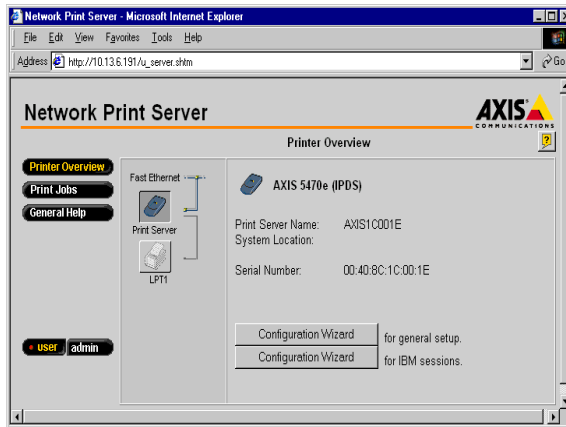 Network Print Server - Microsoft Internet Explorer
File Edit View Favorites Tools Help
Address http://10.13.6.191/u_server.shtm Go
Network Print Server
AXIS
COMMUNICATIONS
Printer Overview
?
Printer Overview
Print Jobs
General Help
Fast Ethernet
Print Server
LPT1
AXIS 5470e (IPDS)
Print Server Name: AXIS1C001E
System Location:
Serial Number: 00:40:8C:1C:00:1E
Configuration Wizard for general setup.
Configuration Wizard for IBM sessions.
user admin